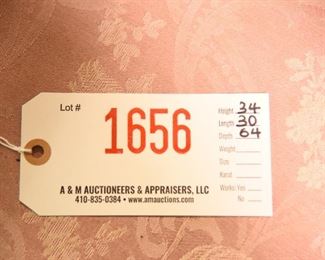 Lot #
1656
Height 34
Length 30
Depth 64
Weight
Size
Karat
Works: Yes
No
A & M AUCTIONEERS & APPRAISERS, LLC
410-835-0384 • www.amauctions.com